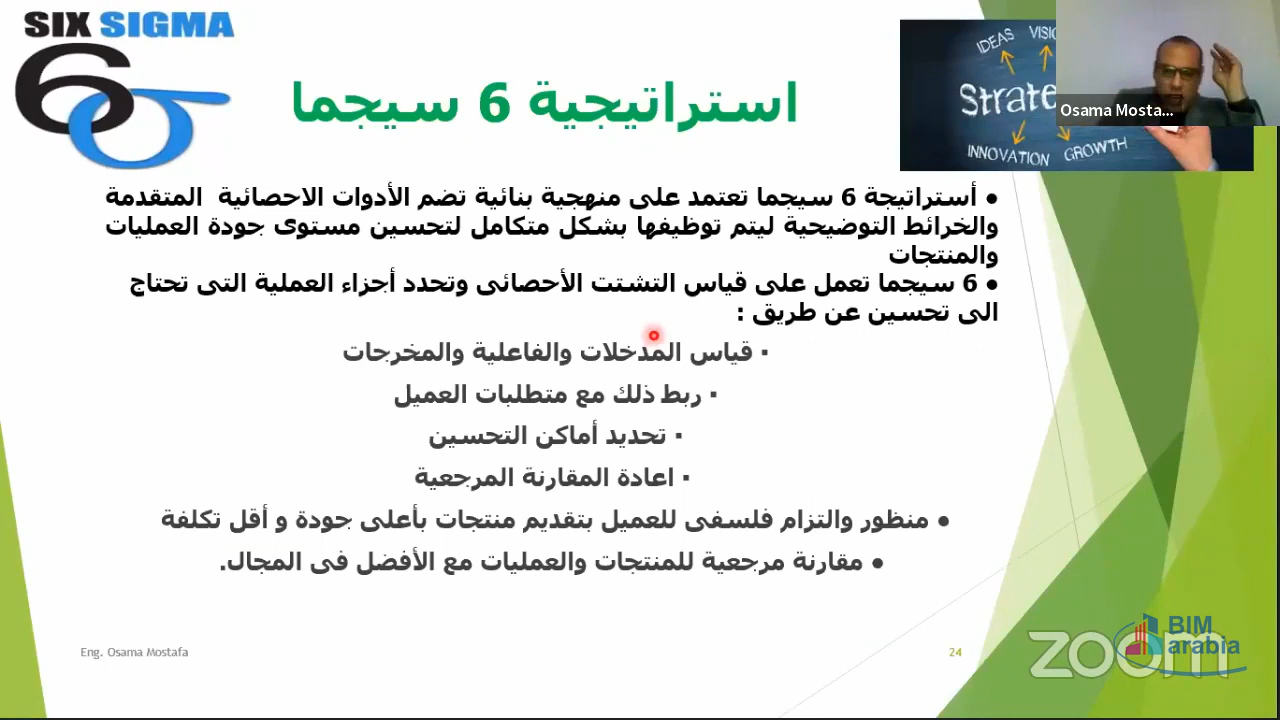 SIX SIGMA
6σ
استراتيجية 6 سيجما
IDEAS
Strate
INNOVATION GROWTH
Osama Mosta...
● أستراتيجة 6 سيجما تعتمد على منهجية بنائية تضم الأدوات الاحصائية المتقدمة
والخرائط التوضيحية ليتم توظيفها بشكل متكامل لتحسين مستوى جودة العمليات
والمنتجات
● 6 سيجما تعمل على قياس التشتت الأحصائى وتحدد أجزاء العملية التى تحتاج
الى تحسين عن طريق :
▪ قياس المدخلات والفاعلية والمخرجات
▪ ربط ذلك مع متطلبات العميل
▪ تحديد أماكن التحسين
▪ اعادة المقارنة المرجعية
● منظور والتزام فلسفى للعميل بتقديم منتجات بأعلى جودة و أقل تكلفة
● مقارنة مرجعية للمنتجات والعمليات مع الأفضل فى المجال.
Eng. Osama Mostafa
24
zoom
BIM
arabia